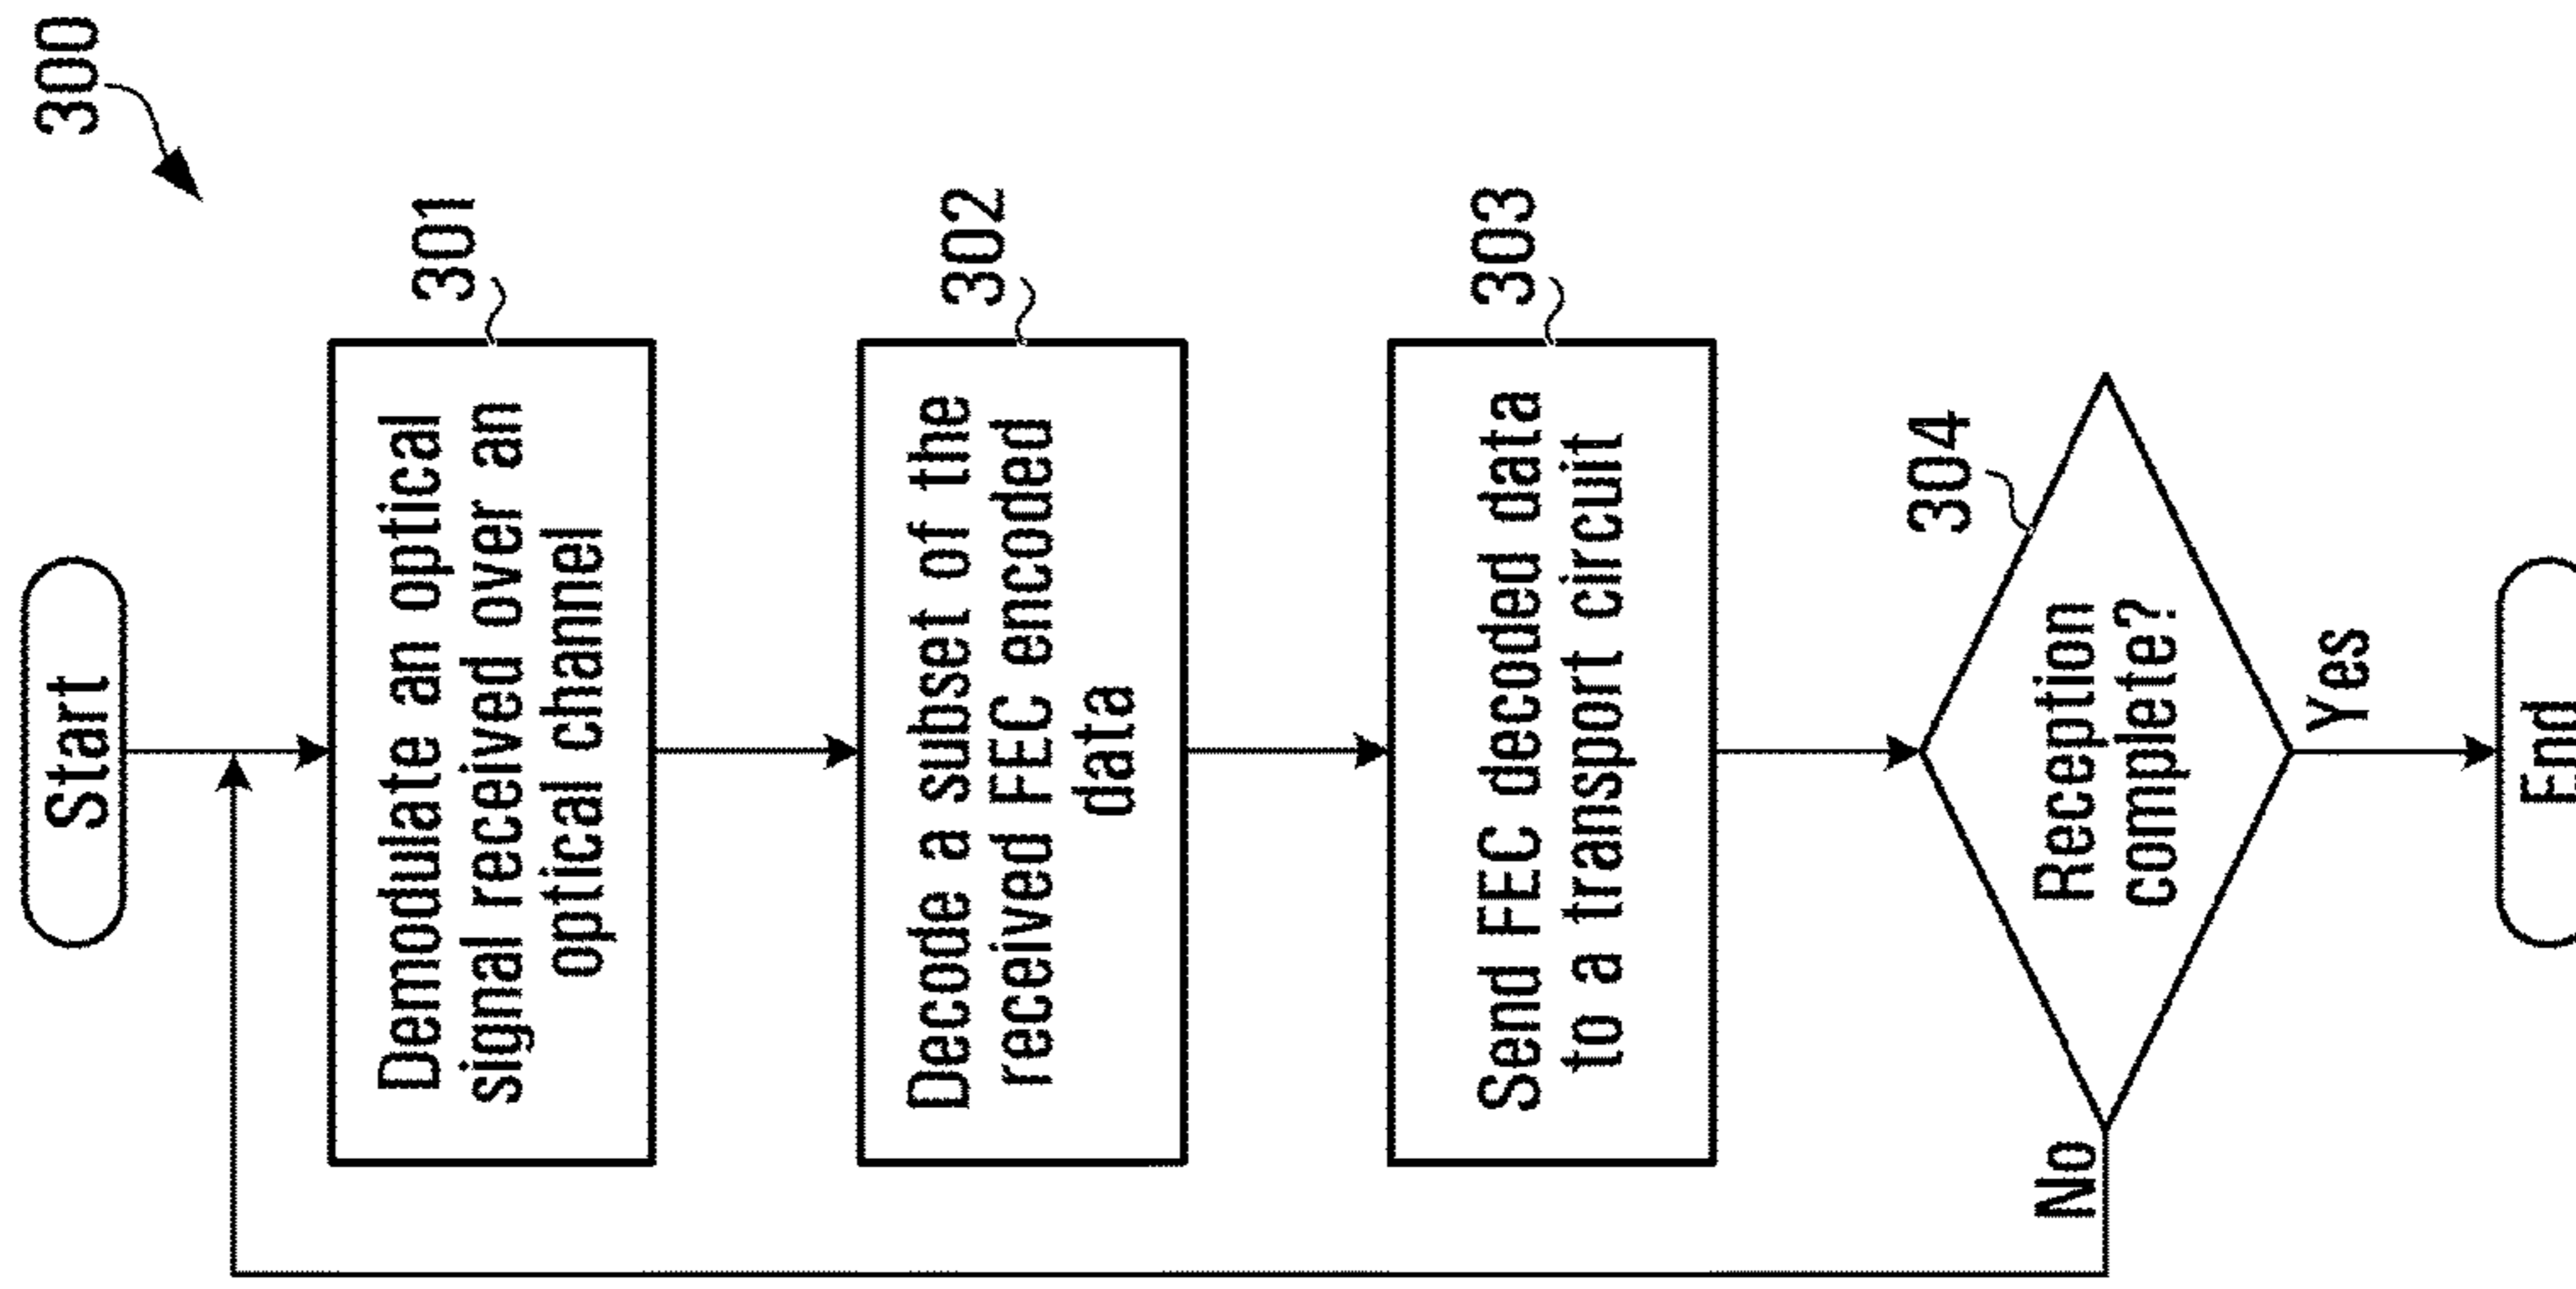 300
Start
301
Demodulate an optical
signal received over an
optical channel
302
Decode a subset of the
received FEC encoded
data
303
Send FEC decoded data
to a transport circuit
304
Reception
complete?
No
Yes
End